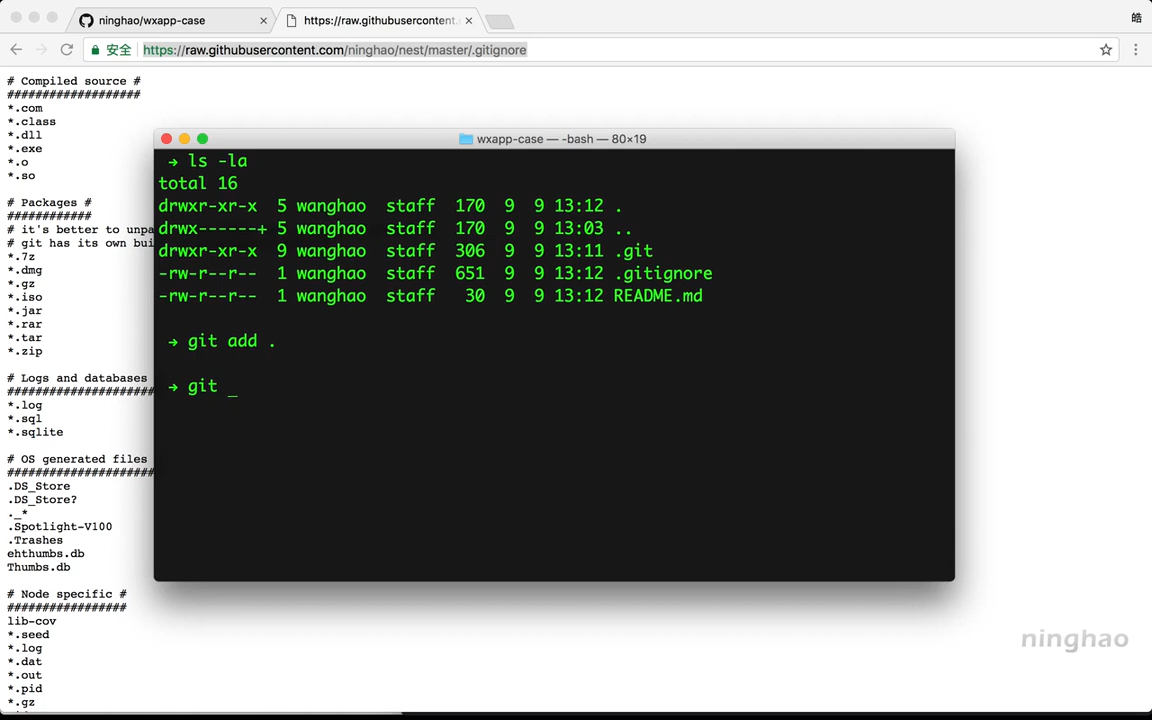 ninghao/wxapp-case
https://raw.githubusercontent.
皓
安全
https://raw.githubusercontent.com/ninghao/nest/master/.gitignore
# Compiled source #
###################
*.com
*.class
*.dll
*.exe
*.o
*.so
# Packages #
############
# it's better to unpa
# git has its own bui
*.7z
*.dmg
*.gz
*.iso
*.jar
*.rar
*.tar
*.zip
# Logs and databases
######################
*.log
*.sql
*.sqlite
# OS generated files
######################
.DS_Store
.DS_Store?
._*
.Spotlight-V100
.Trashes
ehthumbs.db
Thumbs.db
# Node specific #
#################
lib-cov
*.seed
*.log
*.dat
*.out
*.pid
*.gz
wxapp-case — -bash — 80×19
→ ls -la
total 16
drwxr-xr-x 5 wanghao staff 170 9 9 13:12 .
drwx------+ 5 wanghao staff 170 9 9 13:03 ..
drwxr-xr-x 9 wanghao staff 306 9 9 13:11 .git
-rw-r--r-- 1 wanghao staff 651 9 9 13:12 .gitignore
-rw-r--r-- 1 wanghao staff 30 9 9 13:12 README.md
→ git add .
→ git _
ninghao